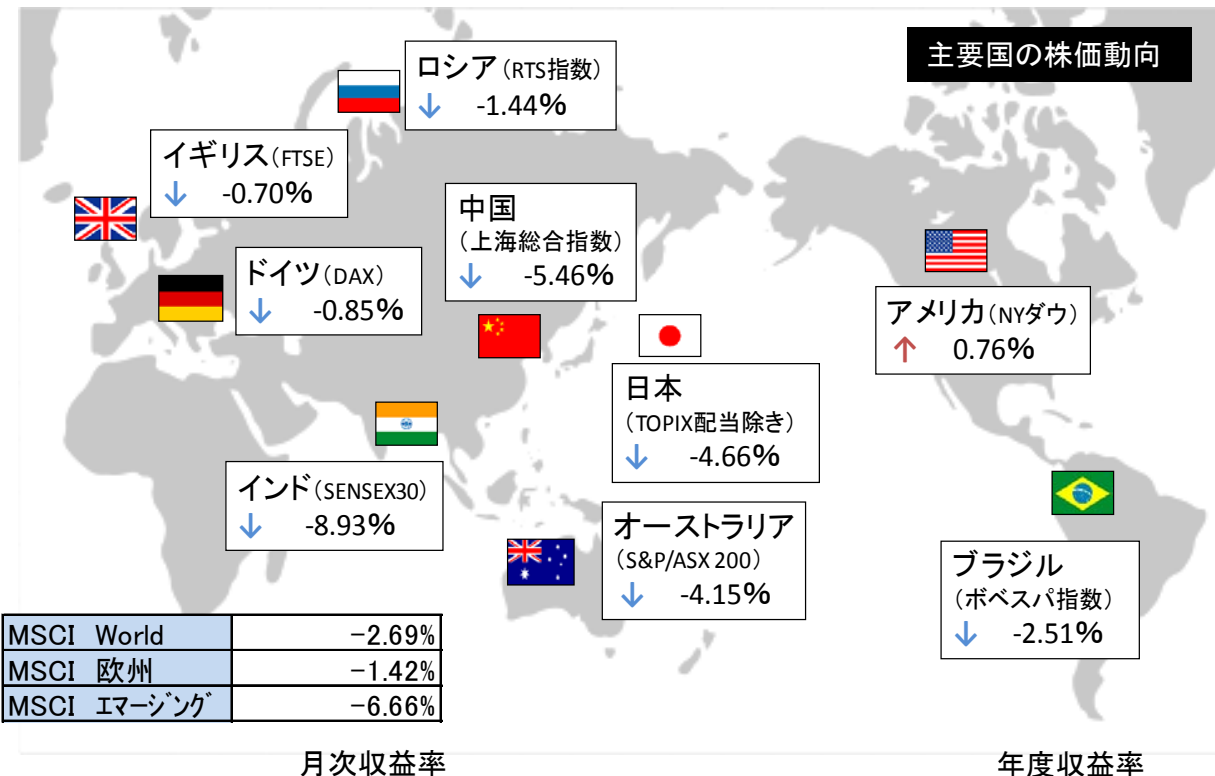 主要国の株価動向
ロシア(RTS指数)
↓ -1.44%
イギリス(FTSE)
↓ -0.70%
中国
(上海総合指数)
↓ -5.46%
ドイツ(DAX)
↓ -0.85%
アメリカ(NYダウ)
↑ 0.76%
日本
(TOPIX配当除き)
↓ -4.66%
インド(SENSEX30)
↓ -8.93%
オーストラリア
(S&P/ASX 200)
↓ -4.15%
ブラジル
(ボベスパ指数)
↓ -2.51%
MSCI World −2.69%
MSCI 欧州 −1.42%
MSCI エマージング −6.66%
月次収益率
年度収益率